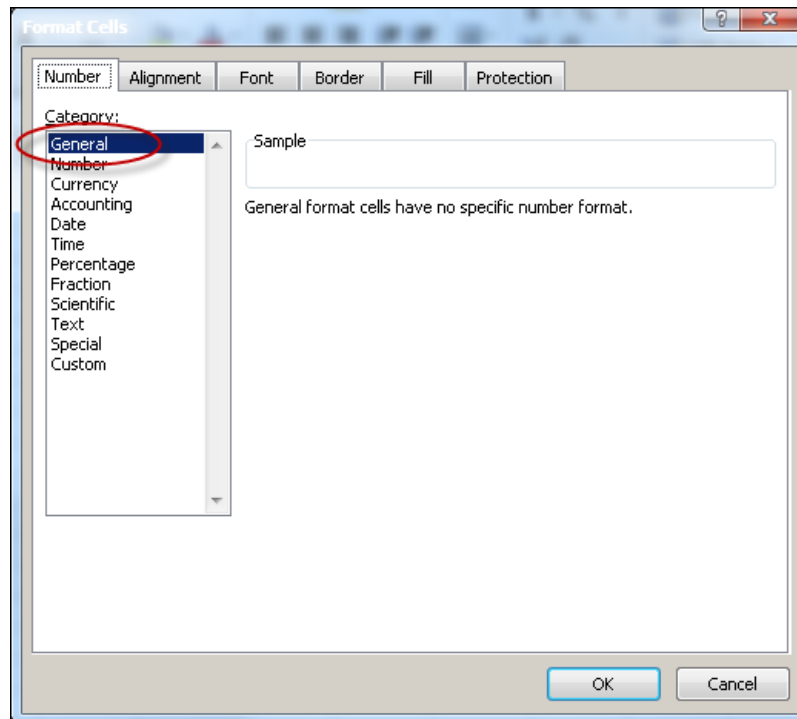 Format Cells
Number Alignment Font Border Fill Protection
Category:
General
Number
Currency
Accounting
Date
Time
Percentage
Fraction
Scientific
Text
Special
Custom
Sample
General format cells have no specific number format.
OK Cancel